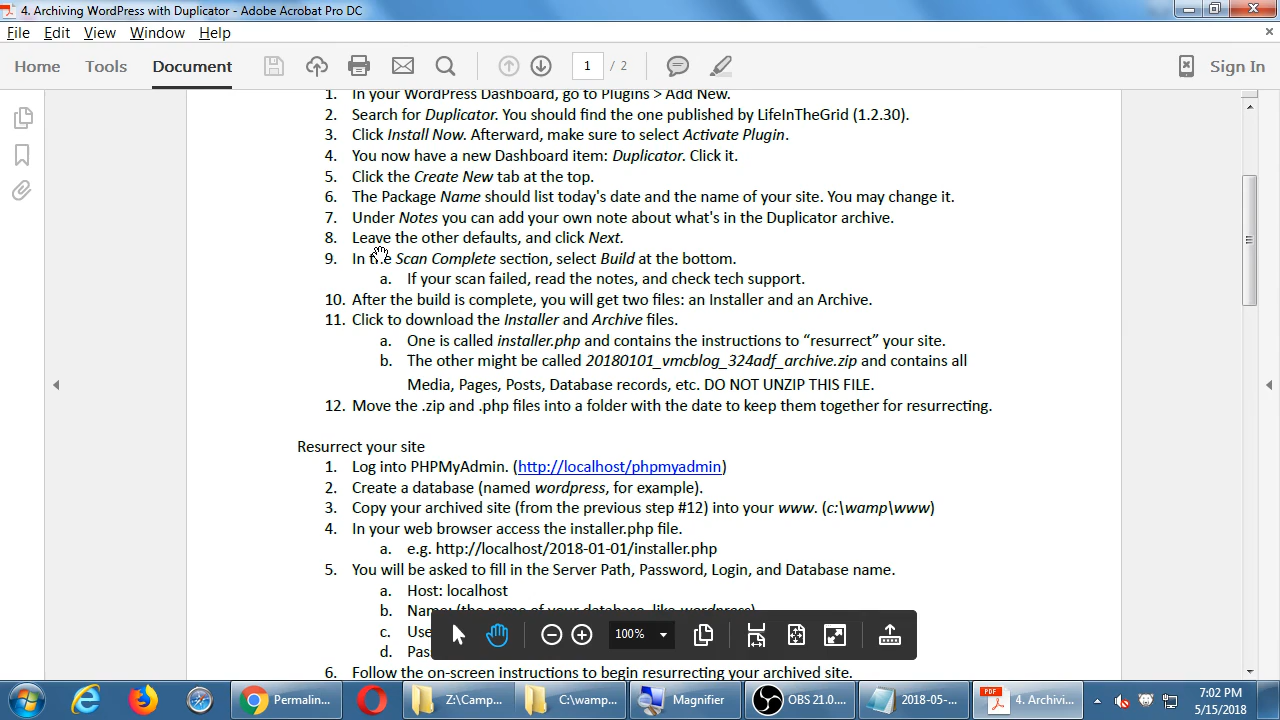 4. Archiving WordPress with Duplicator - Adobe Acrobat Pro DC
File Edit View Window Help
Home Tools Document 1 / 2 Sign In
1. In your WordPress Dashboard, go to Plugins > Add New.
2. Search for Duplicator. You should find the one published by LifeInTheGrid (1.2.30).
3. Click Install Now. Afterward, make sure to select Activate Plugin.
4. You now have a new Dashboard item: Duplicator. Click it.
5. Click the Create New tab at the top.
6. The Package Name should list today's date and the name of your site. You may change it.
7. Under Notes you can add your own note about what's in the Duplicator archive.
8. Leave the other defaults, and click Next.
9. In the Scan Complete section, select Build at the bottom.
a. If your scan failed, read the notes, and check tech support.
10. After the build is complete, you will get two files: an Installer and an Archive.
11. Click to download the Installer and Archive files.
a. One is called installer.php and contains the instructions to “resurrect” your site.
b. The other might be called 20180101_vmcblog_324adf_archive.zip and contains all
Media, Pages, Posts, Database records, etc. DO NOT UNZIP THIS FILE.
12. Move the .zip and .php files into a folder with the date to keep them together for resurrecting.
Resurrect your site
1. Log into PHPMyAdmin. (http://localhost/phpmyadmin)
2. Create a database (named wordpress, for example).
3. Copy your archived site (from the previous step #12) into your www. (c:\wamp\www)
4. In your web browser access the installer.php file.
a. e.g. http://localhost/2018-01-01/installer.php
5. You will be asked to fill in the Server Path, Password, Login, and Database name.
a. Host: localhost
b. Name: (the name of your database, like wordpress)
c. Use
d. Pas
100%
6. Follow the on-screen instructions to begin resurrecting your archived site.
Permalin... Z:\Camp... C:\wamp... Magnifier OBS 21.0.... 2018-05-... 4. Archivi... 7:02 PM
5/15/2018